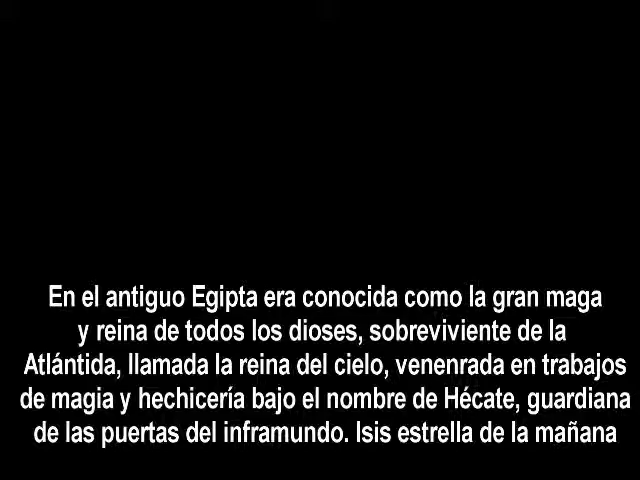 En el antiguo Egipta era conocida como la gran maga
y reina de todos los dioses, sobreviviente de la
Atlántida, llamada la reina del cielo, venenrada en trabajos
de magia y hechicería bajo el nombre de Hécate, guardiana
de las puertas del inframundo. Isis estrella de la mañana